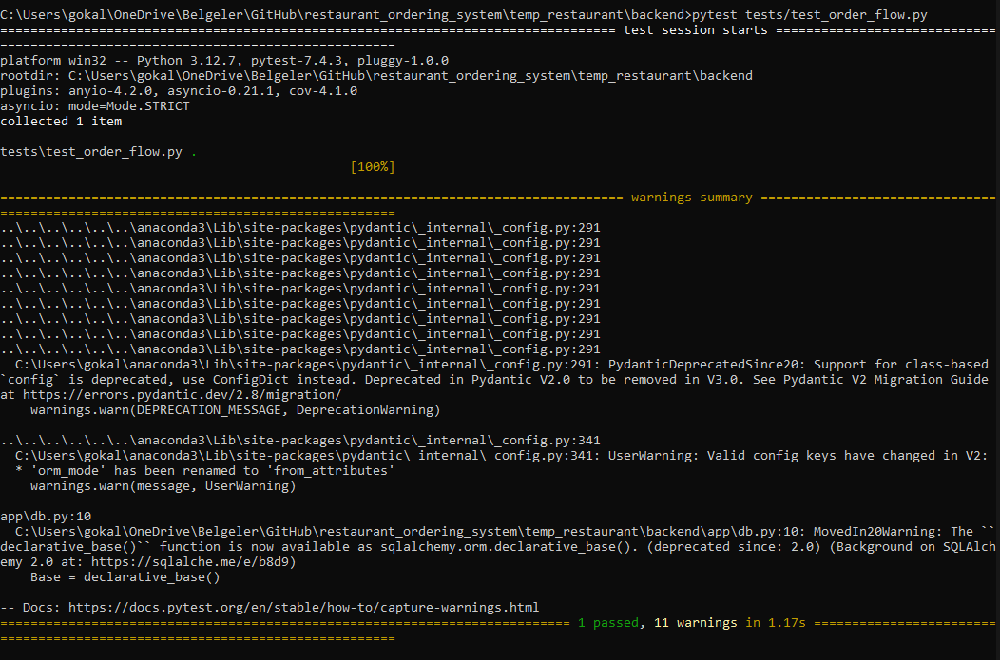 C:\Users\gokal\OneDrive\Belgeler\GitHub\restaurant_ordering_system\temp_restaurant\backend>pytest tests/test_order_flow.py
================================================================================= test session starts =============================
====================================================
platform win32 -- Python 3.12.7, pytest-7.4.3, pluggy-1.0.0
rootdir: C:\Users\gokal\OneDrive\Belgeler\GitHub\restaurant_ordering_system\temp_restaurant\backend
plugins: anyio-4.2.0, asyncio-0.21.1, cov-4.1.0
asyncio: mode=Mode.STRICT
collected 1 item
tests\test_order_flow.py .
[100%]
================================================================================== warnings summary ===============================
====================================================
..\..\..\..\..\..\anaconda3\Lib\site-packages\pydantic\_internal\_config.py:291
..\..\..\..\..\..\anaconda3\Lib\site-packages\pydantic\_internal\_config.py:291
..\..\..\..\..\..\anaconda3\Lib\site-packages\pydantic\_internal\_config.py:291
..\..\..\..\..\..\anaconda3\Lib\site-packages\pydantic\_internal\_config.py:291
..\..\..\..\..\..\anaconda3\Lib\site-packages\pydantic\_internal\_config.py:291
..\..\..\..\..\..\anaconda3\Lib\site-packages\pydantic\_internal\_config.py:291
..\..\..\..\..\..\anaconda3\Lib\site-packages\pydantic\_internal\_config.py:291
..\..\..\..\..\..\anaconda3\Lib\site-packages\pydantic\_internal\_config.py:291
..\..\..\..\..\..\anaconda3\Lib\site-packages\pydantic\_internal\_config.py:291
  C:\Users\gokal\anaconda3\Lib\site-packages\pydantic\_internal\_config.py:291: PydanticDeprecatedSince20: Support for class-based
`config` is deprecated, use ConfigDict instead. Deprecated in Pydantic V2.0 to be removed in V3.0. See Pydantic V2 Migration Guide
at https://errors.pydantic.dev/2.8/migration/
    warnings.warn(DEPRECATION_MESSAGE, DeprecationWarning)
..\..\..\..\..\..\anaconda3\Lib\site-packages\pydantic\_internal\_config.py:341
  C:\Users\gokal\anaconda3\Lib\site-packages\pydantic\_internal\_config.py:341: UserWarning: Valid config keys have changed in V2:
  * 'orm_mode' has been renamed to 'from_attributes'
    warnings.warn(message, UserWarning)
app\db.py:10
  C:\Users\gokal\OneDrive\Belgeler\GitHub\restaurant_ordering_system\temp_restaurant\backend\app\db.py:10: MovedIn20Warning: The ``
declarative_base()`` function is now available as sqlalchemy.orm.declarative_base(). (deprecated since: 2.0) (Background on SQLAlch
emy 2.0 at: https://sqlalche.me/e/b8d9)
    Base = declarative_base()
-- Docs: https://docs.pytest.org/en/stable/how-to/capture-warnings.html
=========================================================================== 1 passed, 11 warnings in 1.17s ========================
====================================================